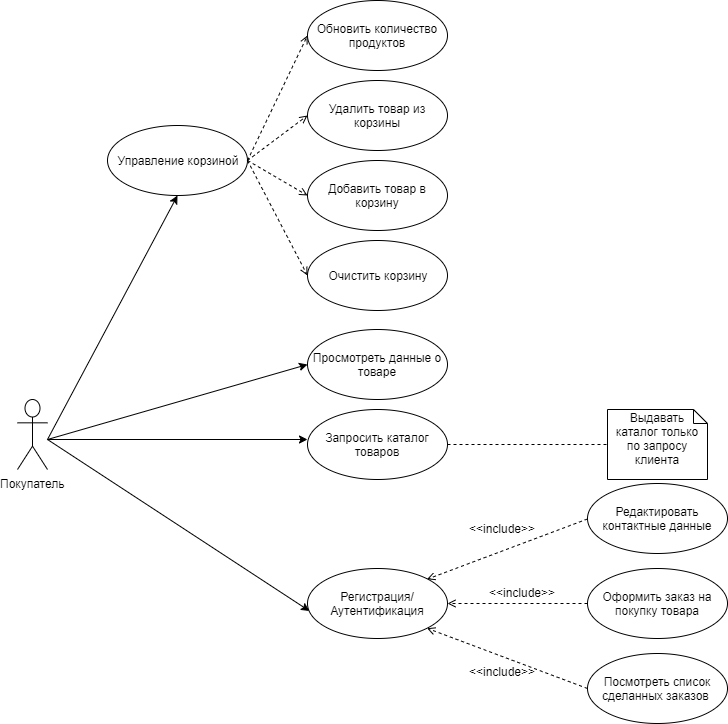 Обновить количество
продуктов
Удалить товар из
корзины
Управление корзиной
Добавить товар в
корзину
Очистить корзину
Просмотреть данные о
товаре
Запросить каталог
товаров
Выдавать
каталог только
по запросу
клиента
Покупатель
Редактировать
контактные данные
<<include>>
Регистрация/
Аутентификация
<<include>>
Оформить заказ на
покупку товара
<<include>>
Посмотреть список
сделанных заказов